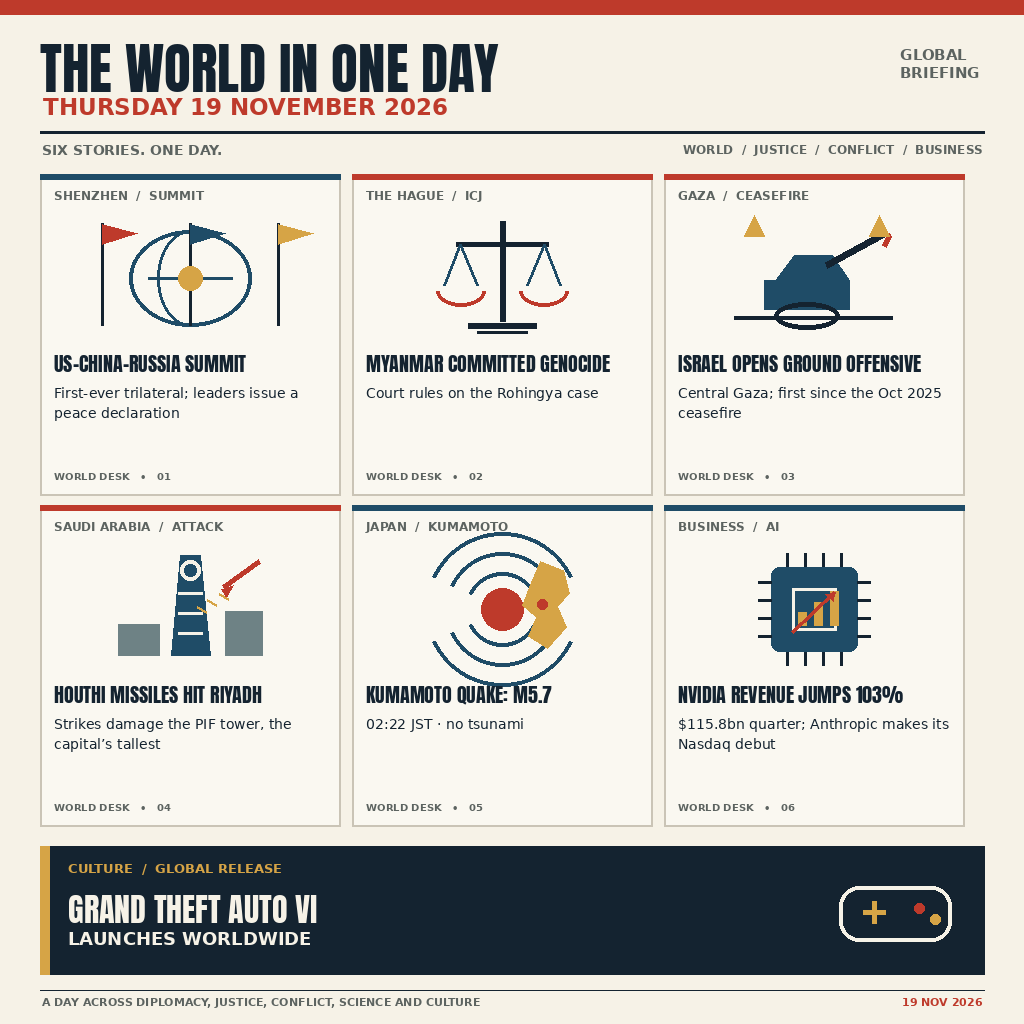 THE WORLD IN ONE DAY
THURSDAY 19 NOVEMBER 2026
GLOBAL
BRIEFING
SIX STORIES. ONE DAY.
WORLD / JUSTICE / CONFLICT / BUSINESS
SHENZHEN / SUMMIT
US-CHINA-RUSSIA SUMMIT
First-ever trilateral; leaders issue a
peace declaration
WORLD DESK • 01
THE HAGUE / ICJ
MYANMAR COMMITTED GENOCIDE
Court rules on the Rohingya case
WORLD DESK • 02
GAZA / CEASEFIRE
ISRAEL OPENS GROUND OFFENSIVE
Central Gaza; first since the Oct 2025
ceasefire
WORLD DESK • 03
SAUDI ARABIA / ATTACK
HOUTHI MISSILES HIT RIYADH
Strikes damage the PIF tower, the
capital’s tallest
WORLD DESK • 04
JAPAN / KUMAMOTO
KUMAMOTO QUAKE: M5.7
02:22 JST · no tsunami
WORLD DESK • 05
BUSINESS / AI
NVIDIA REVENUE JUMPS 103%
$115.8bn quarter; Anthropic makes its
Nasdaq debut
WORLD DESK • 06
CULTURE / GLOBAL RELEASE
GRAND THEFT AUTO VI
LAUNCHES WORLDWIDE
A DAY ACROSS DIPLOMACY, JUSTICE, CONFLICT, SCIENCE AND CULTURE
19 NOV 2026